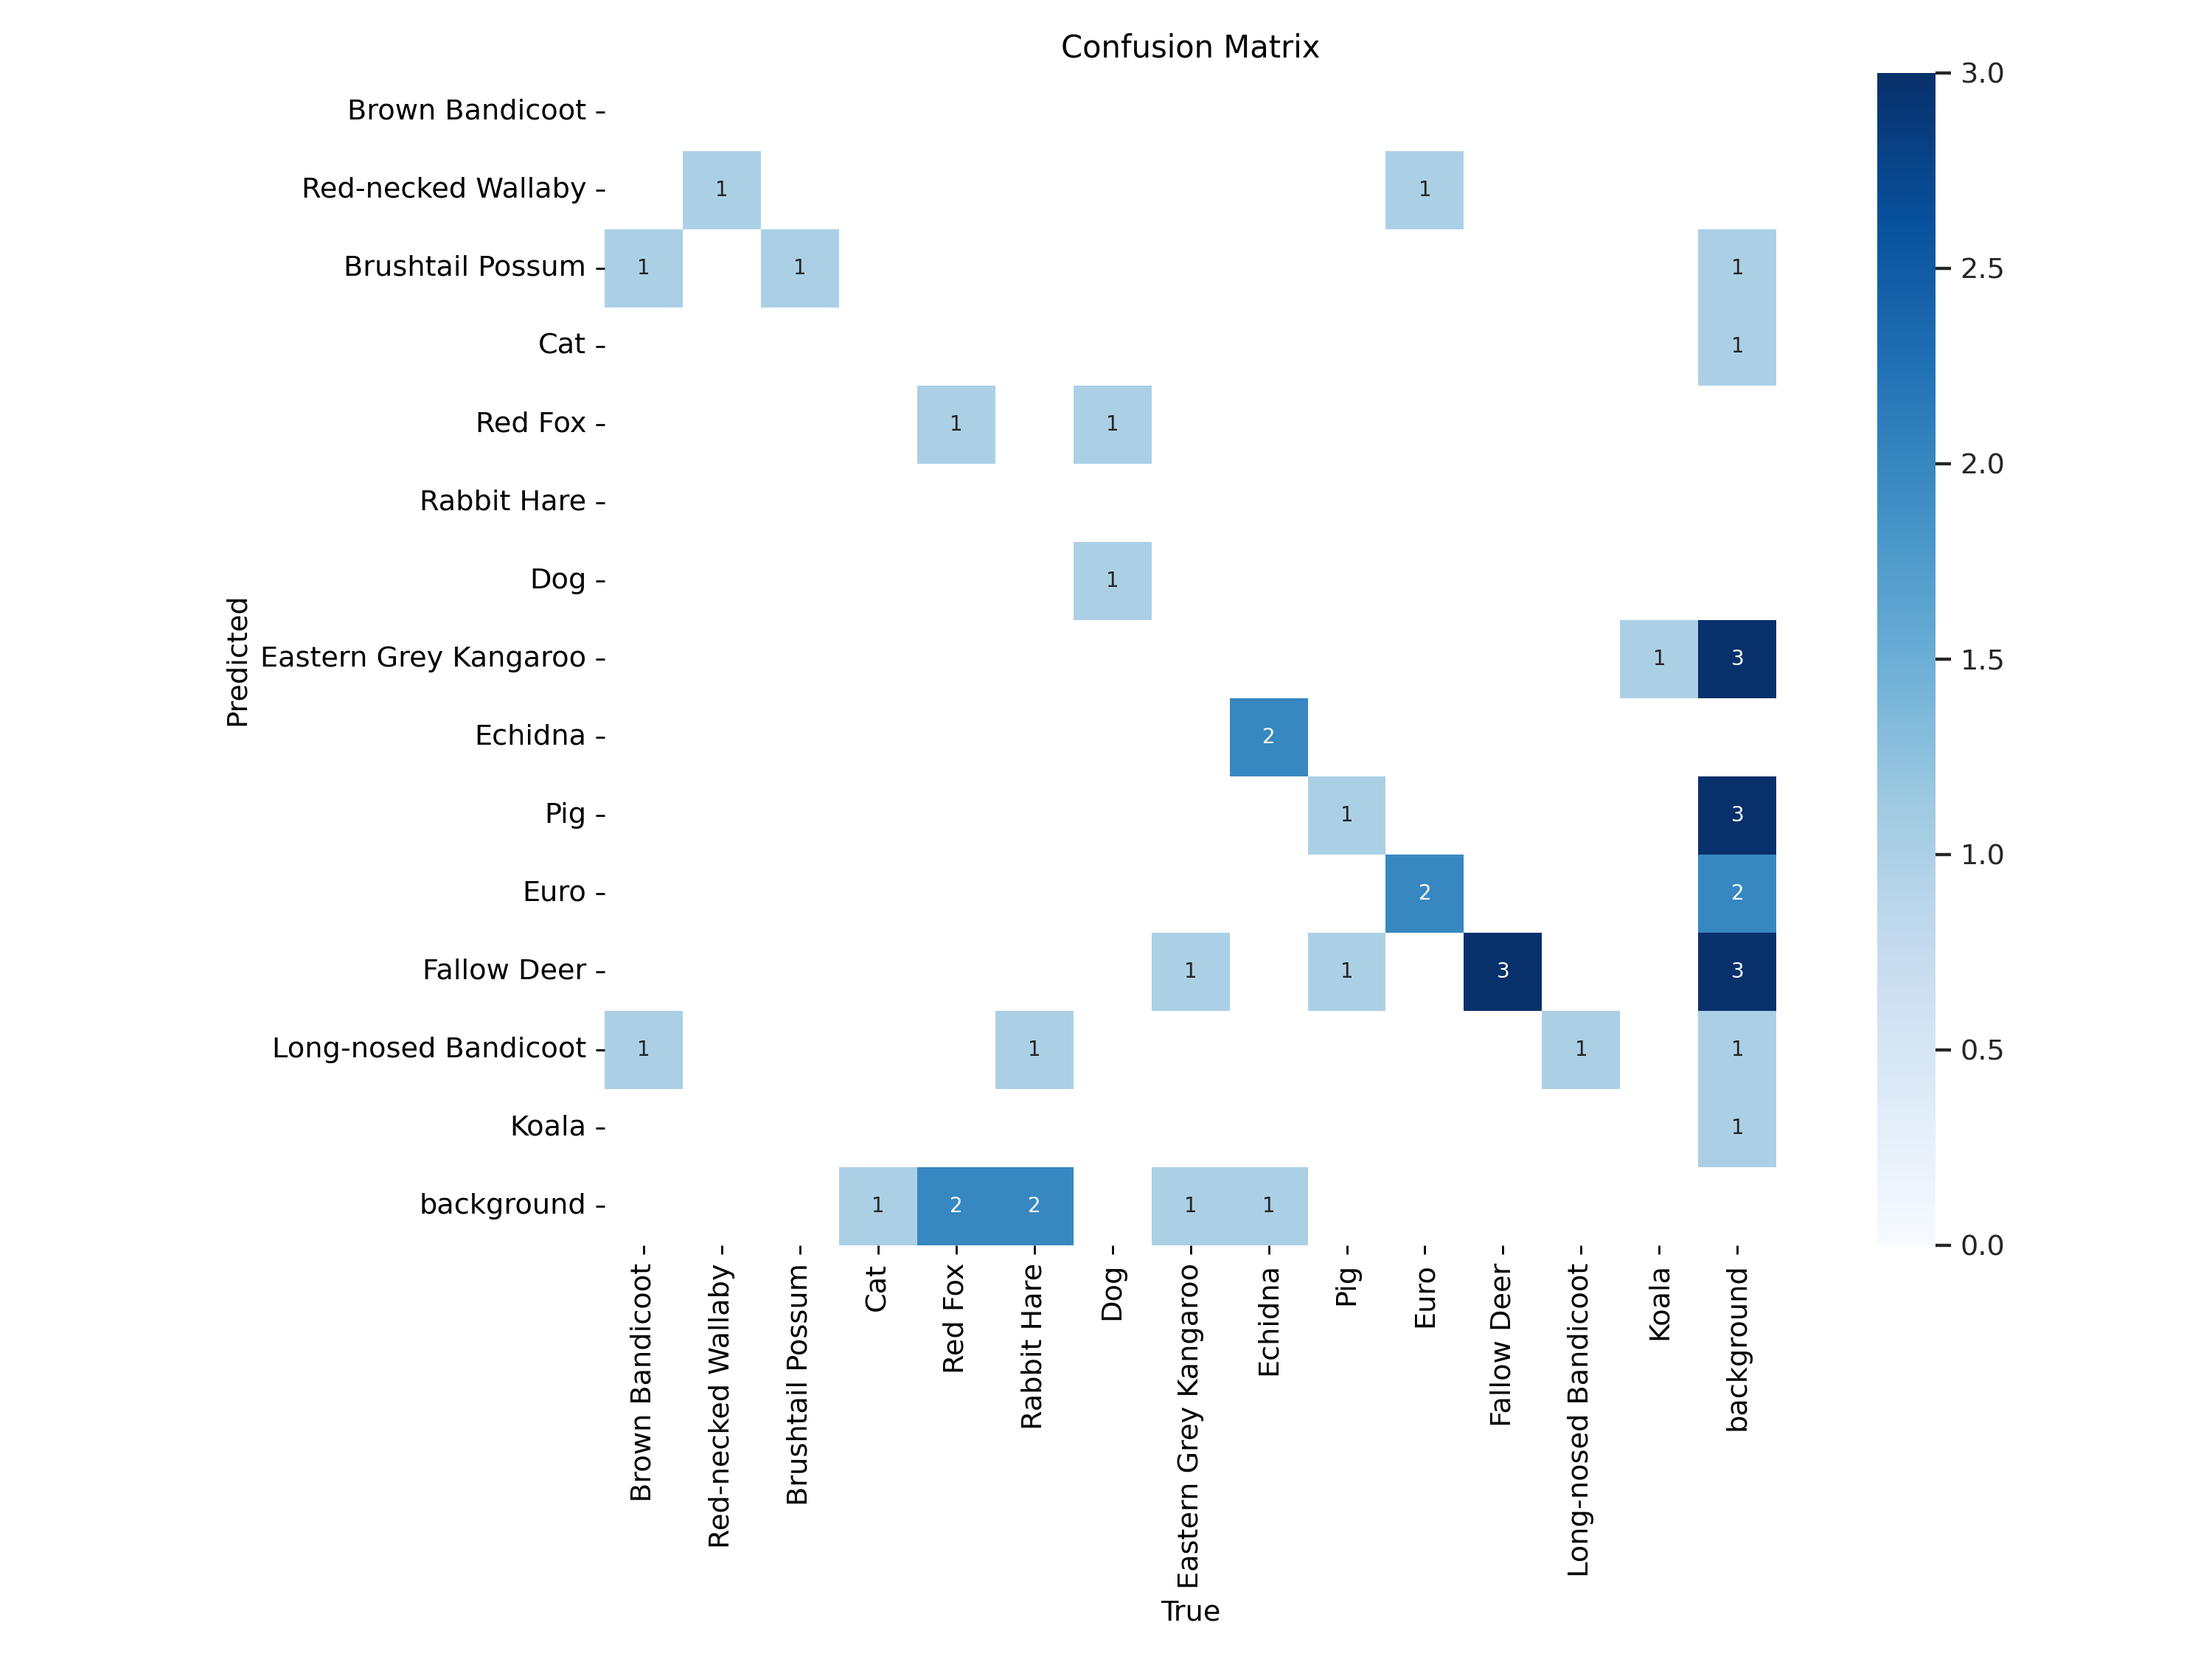 Confusion Matrix
Predicted
Brown Bandicoot
Red-necked Wallaby 1 1
Brushtail Possum 1 1 1
Cat 1
Red Fox 1 1
Rabbit Hare
Dog 1
Eastern Grey Kangaroo 1 3
Echidna 2
Pig 1 3
Euro 2 2
Fallow Deer 1 1 3 3
Long-nosed Bandicoot 1 1 1 1
Koala 1
background 1 2 2 1 1
Brown Bandicoot
Red-necked Wallaby
Brushtail Possum
Cat
Red Fox
Rabbit Hare
Dog
Eastern Grey Kangaroo
Echidna
Pig
Euro
Fallow Deer
Long-nosed Bandicoot
Koala
background
True
3.0
2.5
2.0
1.5
1.0
0.5
0.0